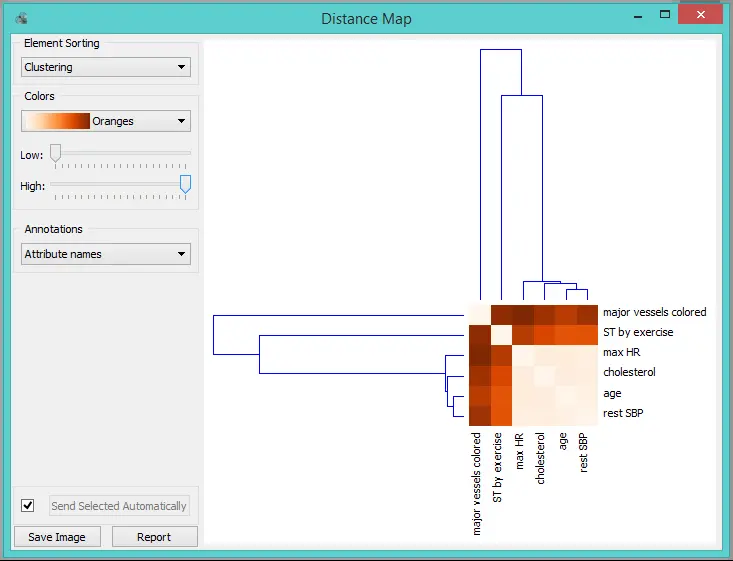 Distance Map
Element Sorting
Clustering
Colors
Oranges
Low:
High:
Annotations
Attribute names
major vessels colored
ST by exercise
max HR
cholesterol
age
rest SBP
major vessels colored
ST by exercise
max HR
cholesterol
age
rest SBP
Send Selected Automatically
Save Image
Report